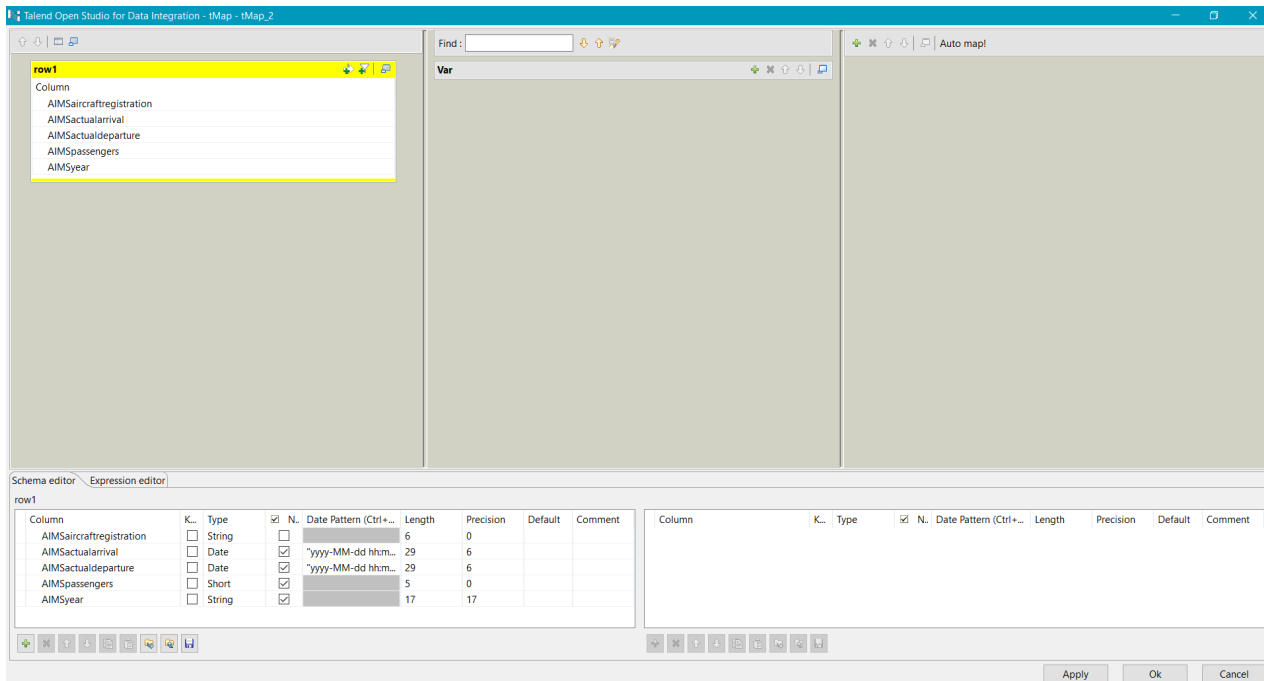 Talend Open Studio for Data Integration - tMap - tMap_2
Find :
Auto map!
row1
Var
Column
AIMSaircraftregistration
AIMSactualarrival
AIMSactualdeparture
AIMSpassengers
AIMSyear
Schema editor Expression editor
row1
Column K... Type N.. Date Pattern (Ctrl+... Length Precision Default Comment Column K... Type N.. Date Pattern (Ctrl+... Length Precision Default Comment
AIMSaircraftregistration String 6 0
AIMSactualarrival Date "yyyy-MM-dd hh:m... 29 6
AIMSactualdeparture Date "yyyy-MM-dd hh:m... 29 6
AIMSpassengers Short 5 0
AIMSyear String 17 17
Apply Ok Cancel